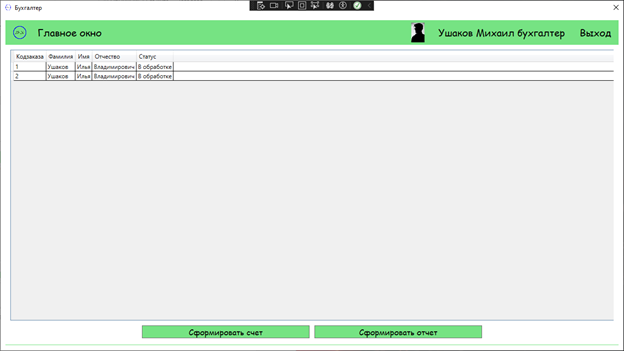 Бухгалтер
Главное окно
Ушаков Михаил бухгалтер
Выход
Кодзаказа Фамилия Имя Отчество Статус
1 Ушаков Илья Владимирович В обработке
2 Ушаков Илья Владимирович В обработке
Сформировать счет
Сформировать отчет